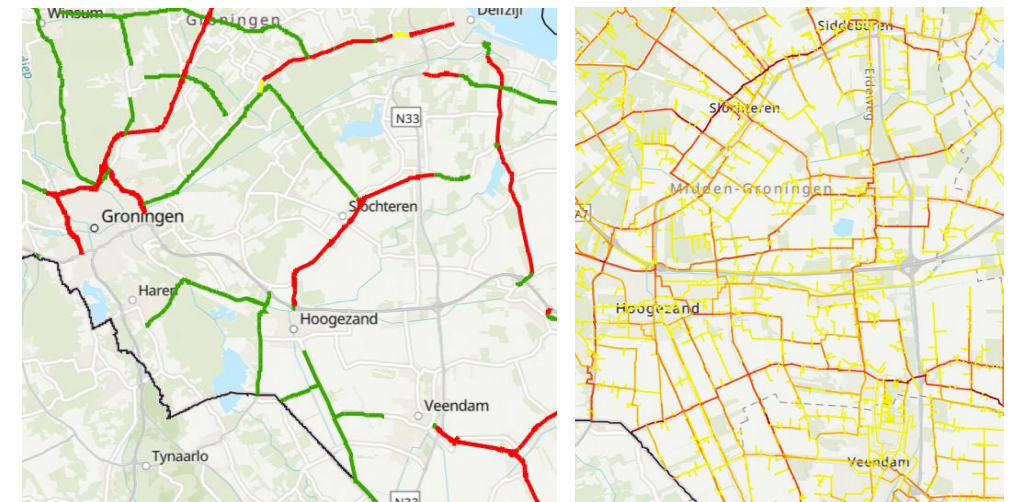 Winsum
Groningen
Delfzijl
N33
Slochteren
Groningen
Haren
Hoogezand
Veendam
Tynaarlo
N33
Siddeburen
Eideweg
Slochteren
Midden-Groningen
A7
Hoogezand
Veendam